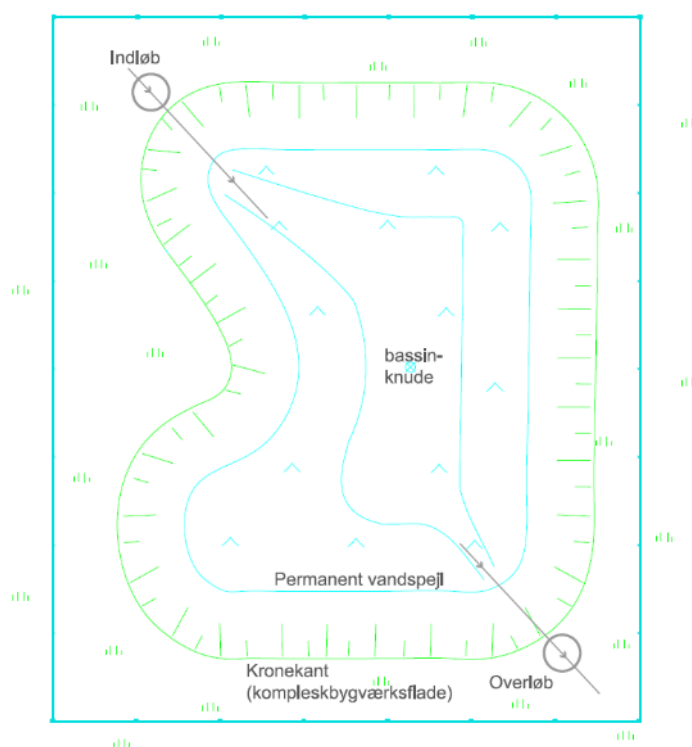 Indløb
bassin-
knude
Permanent vandspejl
Kronekant
(kompleskbygværksflade)
Overløb